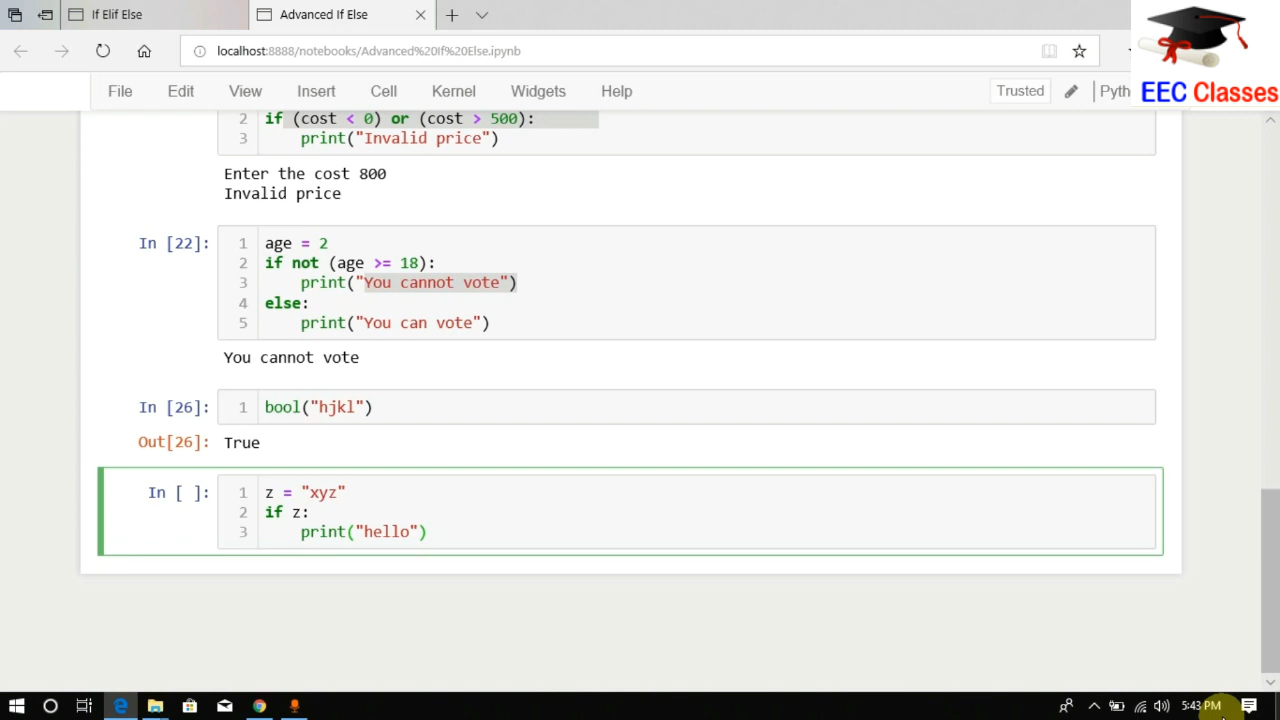 If Elif Else
Advanced If Else
localhost:8888/notebooks/Advanced%20If%20Else.ipynb
EEC Classes
File Edit View Insert Cell Kernel Widgets Help Trusted Pyth
2 if (cost < 0) or (cost > 500):
3 print("Invalid price")
Enter the cost 800
Invalid price
In [22]: 1 age = 2
2 if not (age >= 18):
3 print("You cannot vote")
4 else:
5 print("You can vote")
You cannot vote
In [26]: 1 bool("hjkl")
Out[26]: True
In [ ]: 1 z = "xyz"
2 if z:
3 print("hello")
5:43 PM